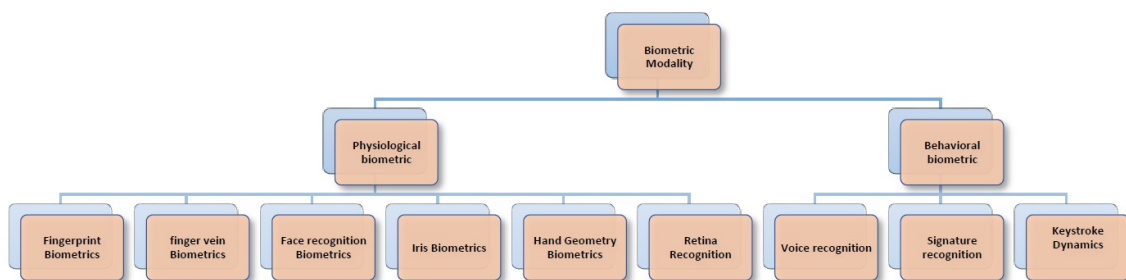 Biometric
Modality
Physiological
biometric
Behavioral
biometric
Fingerprint
Biometrics
finger vein
Biometrics
Face recognition
Biometrics
Iris Biometrics
Hand Geometry
Biometrics
Retina
Recognition
Voice recognition
Signature
recognition
Keystroke
Dynamics